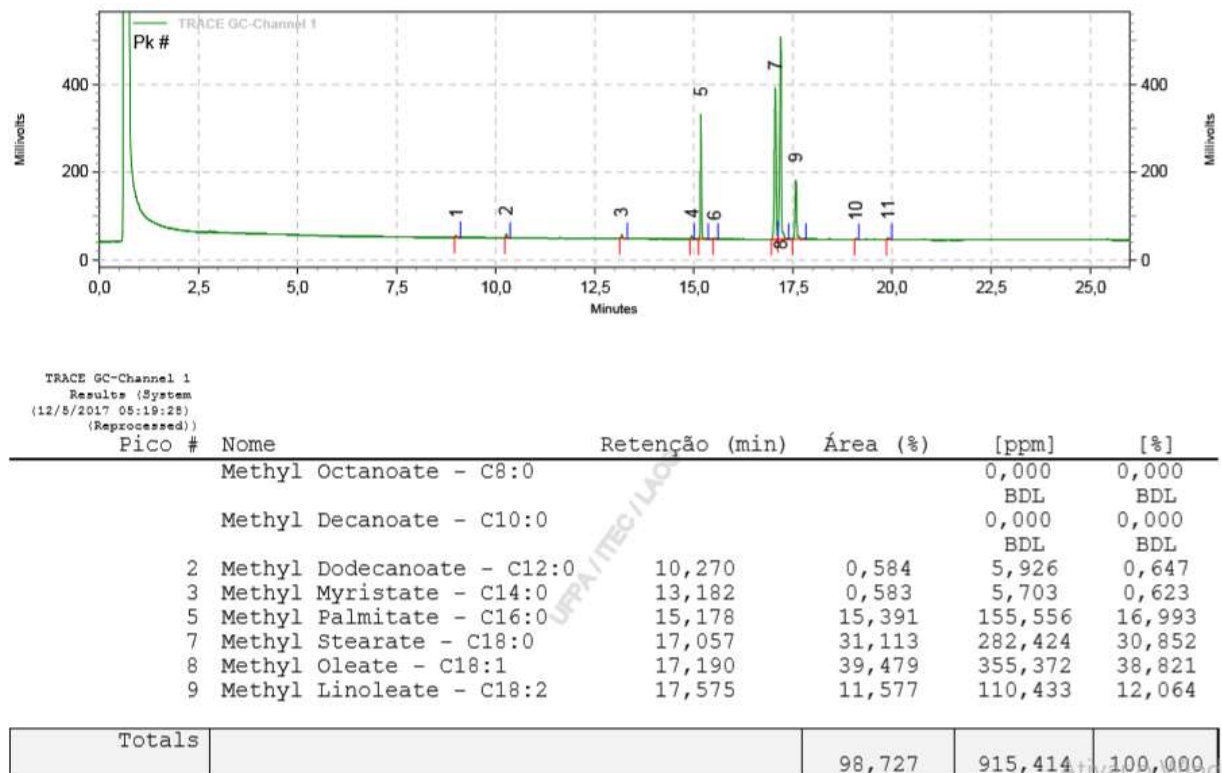 TRACE GC-Channel 1
Pk #
Millivolts
400
200
0
1
2
3
4
5
6
7
8
9
10
11
400
200
0
Millivolts
0,0 2,5 5,0 7,5 10,0 12,5 15,0 17,5 20,0 22,5 25,0
Minutes
TRACE GC-Channel 1
Results (System
(12/5/2017 05:19:28)
(Reprocessed))
Pico # Nome Retenção (min) Área (%) [ppm] [%]
Methyl Octanoate - C8:0 0,000 0,000
BDL BDL
Methyl Decanoate - C10:0 0,000 0,000
BDL BDL
2 Methyl Dodecanoate - C12:0 10,270 0,584 5,926 0,647
3 Methyl Myristate - C14:0 13,182 0,583 5,703 0,623
5 Methyl Palmitate - C16:0 15,178 15,391 155,556 16,993
7 Methyl Stearate - C18:0 17,057 31,113 282,424 30,852
8 Methyl Oleate - C18:1 17,190 39,479 355,372 38,821
9 Methyl Linoleate - C18:2 17,575 11,577 110,433 12,064
UFPA / ITEC / LAOS
Totals
98,727 915,414 100,000